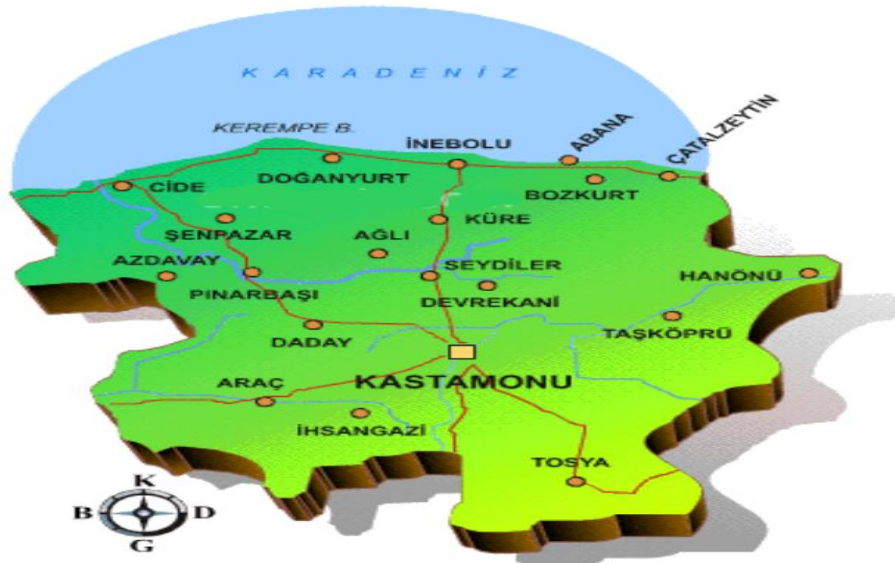 KARADENİZ
KEREMPE B.
İNEBOLU
ABANA
ÇATALZEYTİN
CİDE
DOĞANYURT
BOZKURT
ŞENPAZAR
AĞLI
KÜRE
AZDAVAY
SEYDİLER
HANÖNÜ
PINARBAŞI
DEVREKANİ
DADAY
TAŞKÖPRÜ
ARAÇ
KASTAMONU
İHSANGAZİ
TOSYA
K
B
D
G